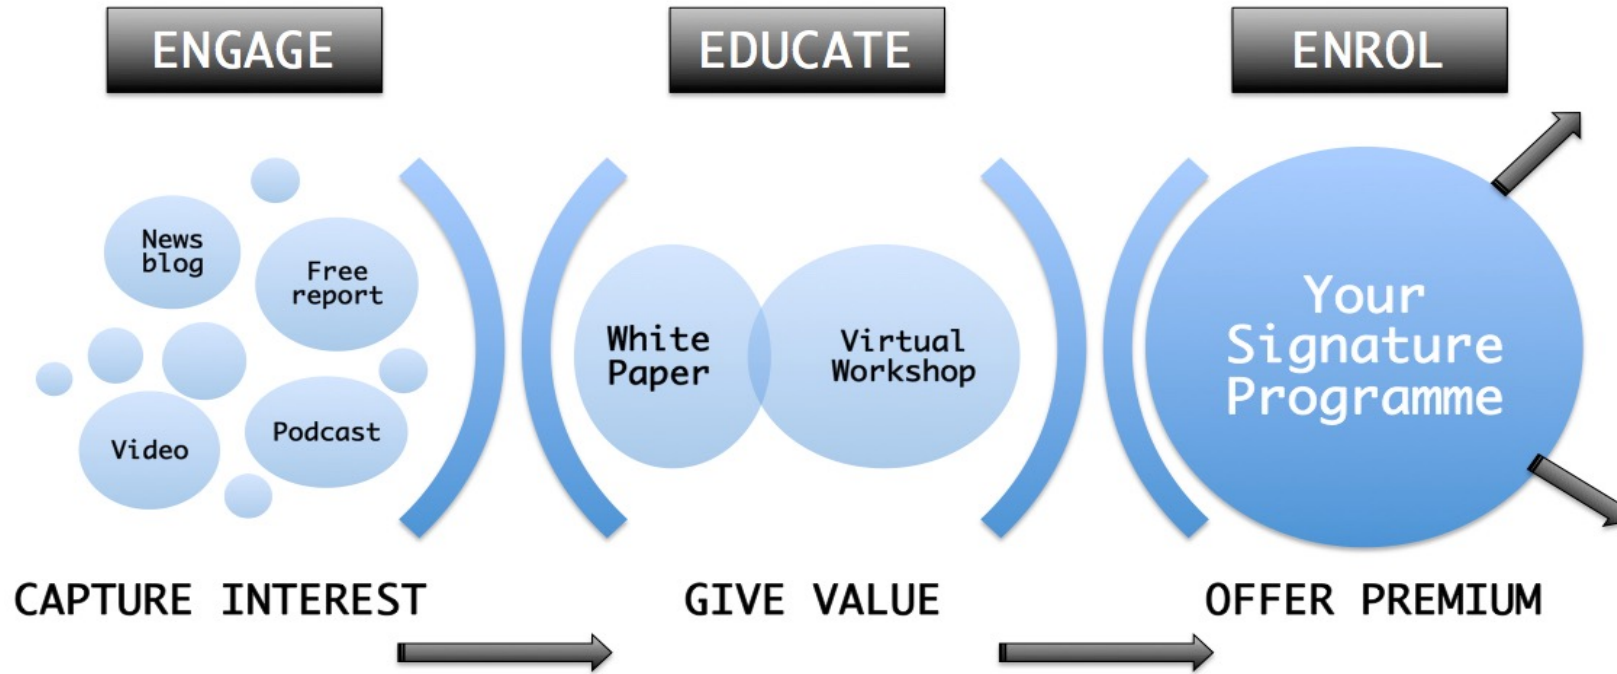 ENGAGE
EDUCATE
ENROL
News
blog
Free
report
Video
Podcast
White
Paper
Virtual
Workshop
Your
Signature
Programme
CAPTURE INTEREST
GIVE VALUE
OFFER PREMIUM